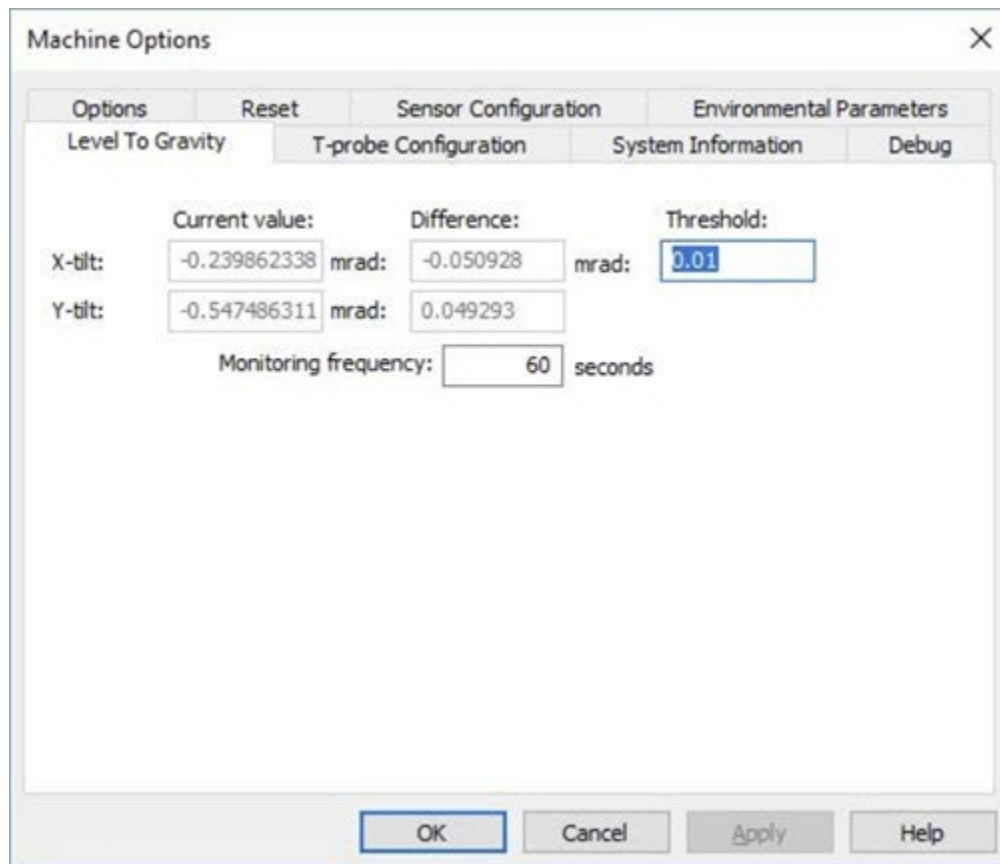 Machine Options
Options Reset Sensor Configuration Environmental Parameters
Level To Gravity T-probe Configuration System Information Debug
Current value: Difference: Threshold:
X-tilt: -0.239862338 mrad: -0.050928 mrad: 0.01
Y-tilt: -0.547486311 mrad: 0.049293
Monitoring frequency: 60 seconds
OK Cancel Apply Help